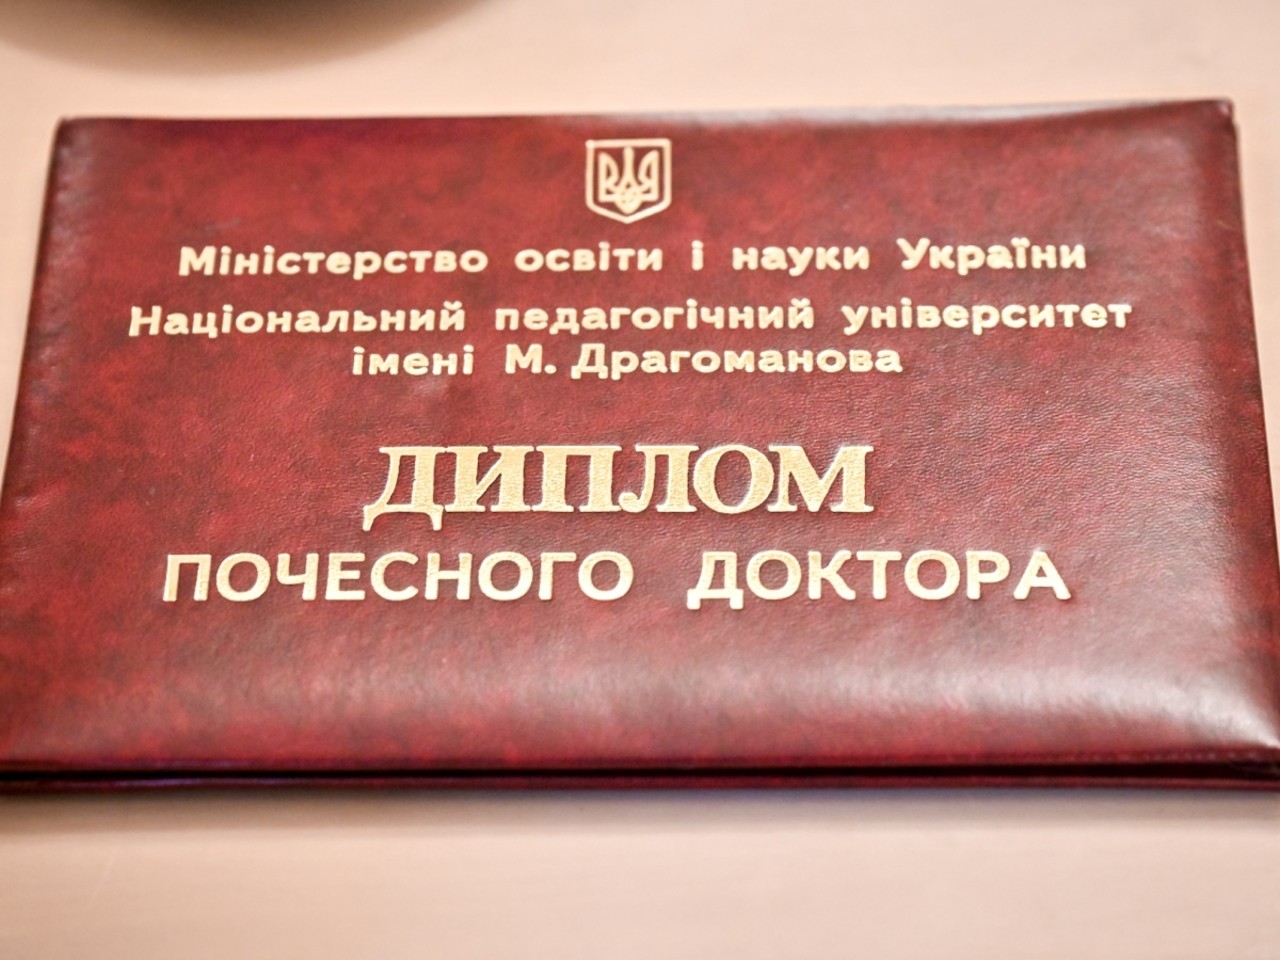 Міністерство освіти і науки України
Національний педагогічний університет
імені М. Драгоманова
ДИПЛОМ
ПОЧЕСНОГО ДОКТОРА